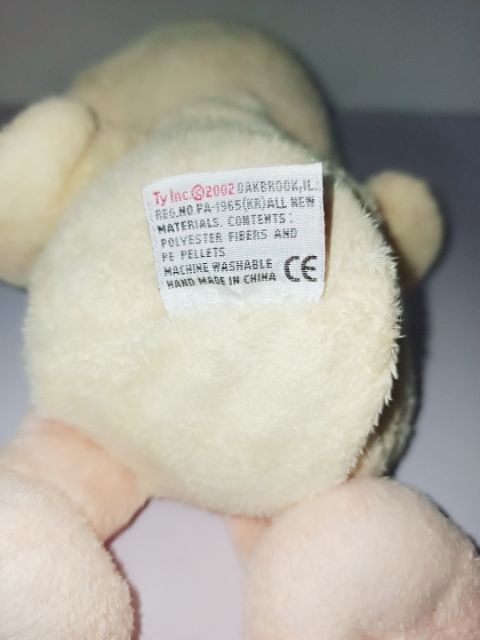 Ty Inc.©2002 OAKBROOK,IL.
REG.NO.PA-1965(KR)ALL NEW
MATERIALS. CONTENTS:
POLYESTER FIBERS AND
PE PELLETS
MACHINE WASHABLE
HAND MADE IN CHINA CE